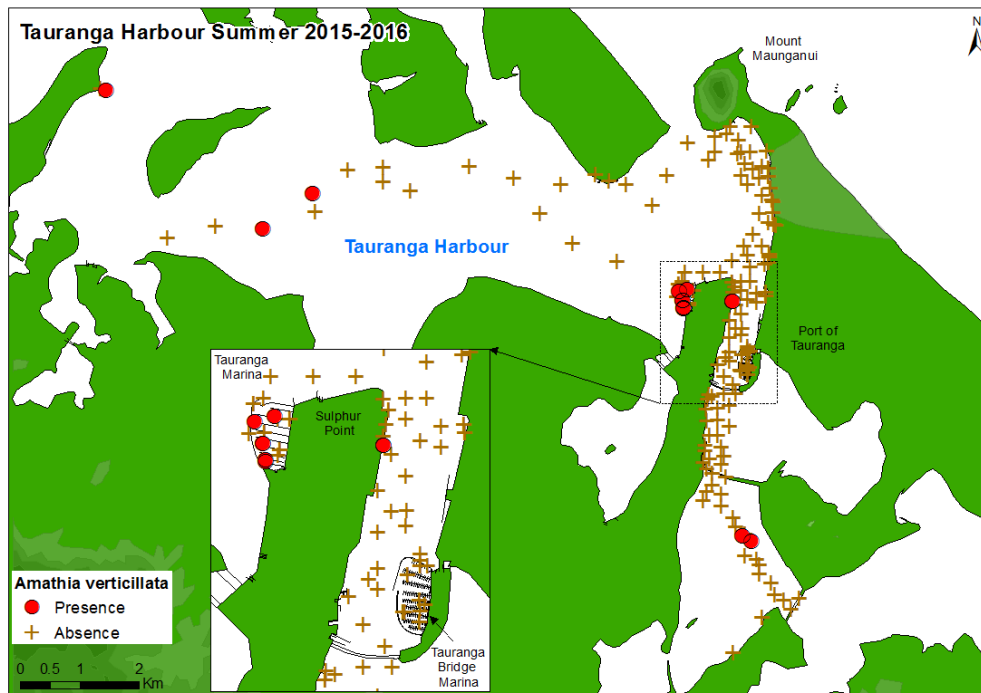 Tauranga Harbour Summer 2015-2016
N
Mount
Maunganui
Tauranga Harbour
Port of
Tauranga
Tauranga
Marina
Sulphur
Point
Tauranga
Bridge
Marina
Amathia verticillata
Presence
Absence
0 0.5 1 2
Km